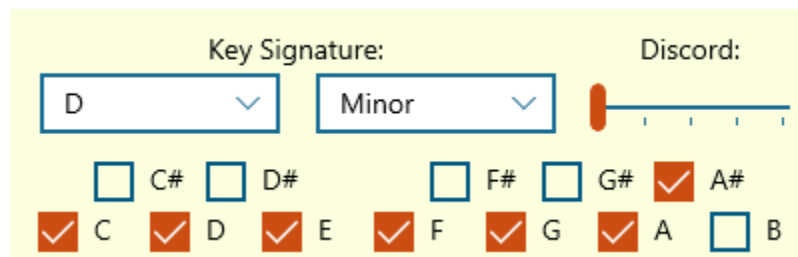 Key Signature: Discord:
D Minor
C# D# F# G# A#
C D E F G A B